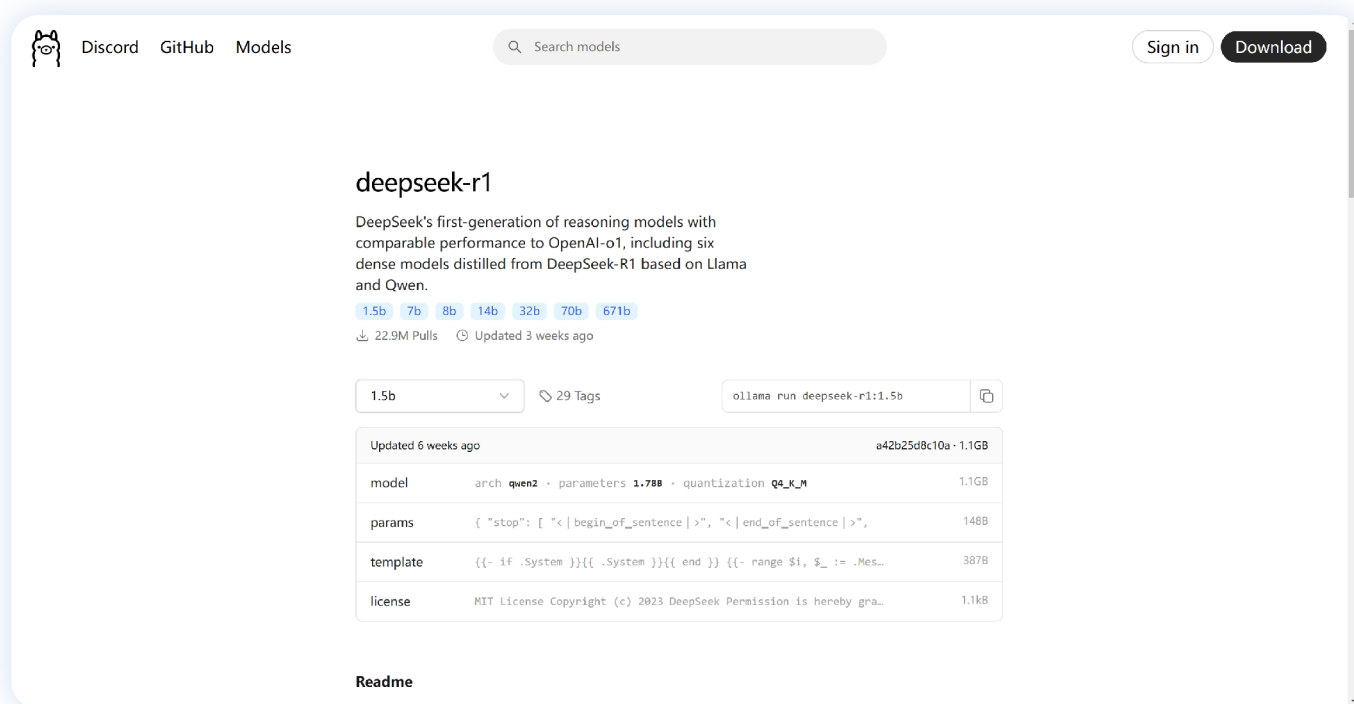 Discord GitHub Models Search models Sign in Download
deepseek-r1
DeepSeek's first-generation of reasoning models with
comparable performance to OpenAI-o1, including six
dense models distilled from DeepSeek-R1 based on Llama
and Qwen.
1.5b 7b 8b 14b 32b 70b 671b
22.9M Pulls Updated 3 weeks ago
1.5b 29 Tags ollama run deepseek-r1:1.5b
Updated 6 weeks ago a42b25d8c10a · 1.1GB
model arch qwen2 · parameters 1.78B · quantization Q4_K_M 1.1GB
params { "stop": [ "<|begin_of_sentence|>", "<|end_of_sentence|>", 148B
template {{- if .System }}{{ .System }}{{ end }} {{- range $i, $_ := .Mes… 387B
license MIT License Copyright (c) 2023 DeepSeek Permission is hereby gra… 1.1kB
Readme